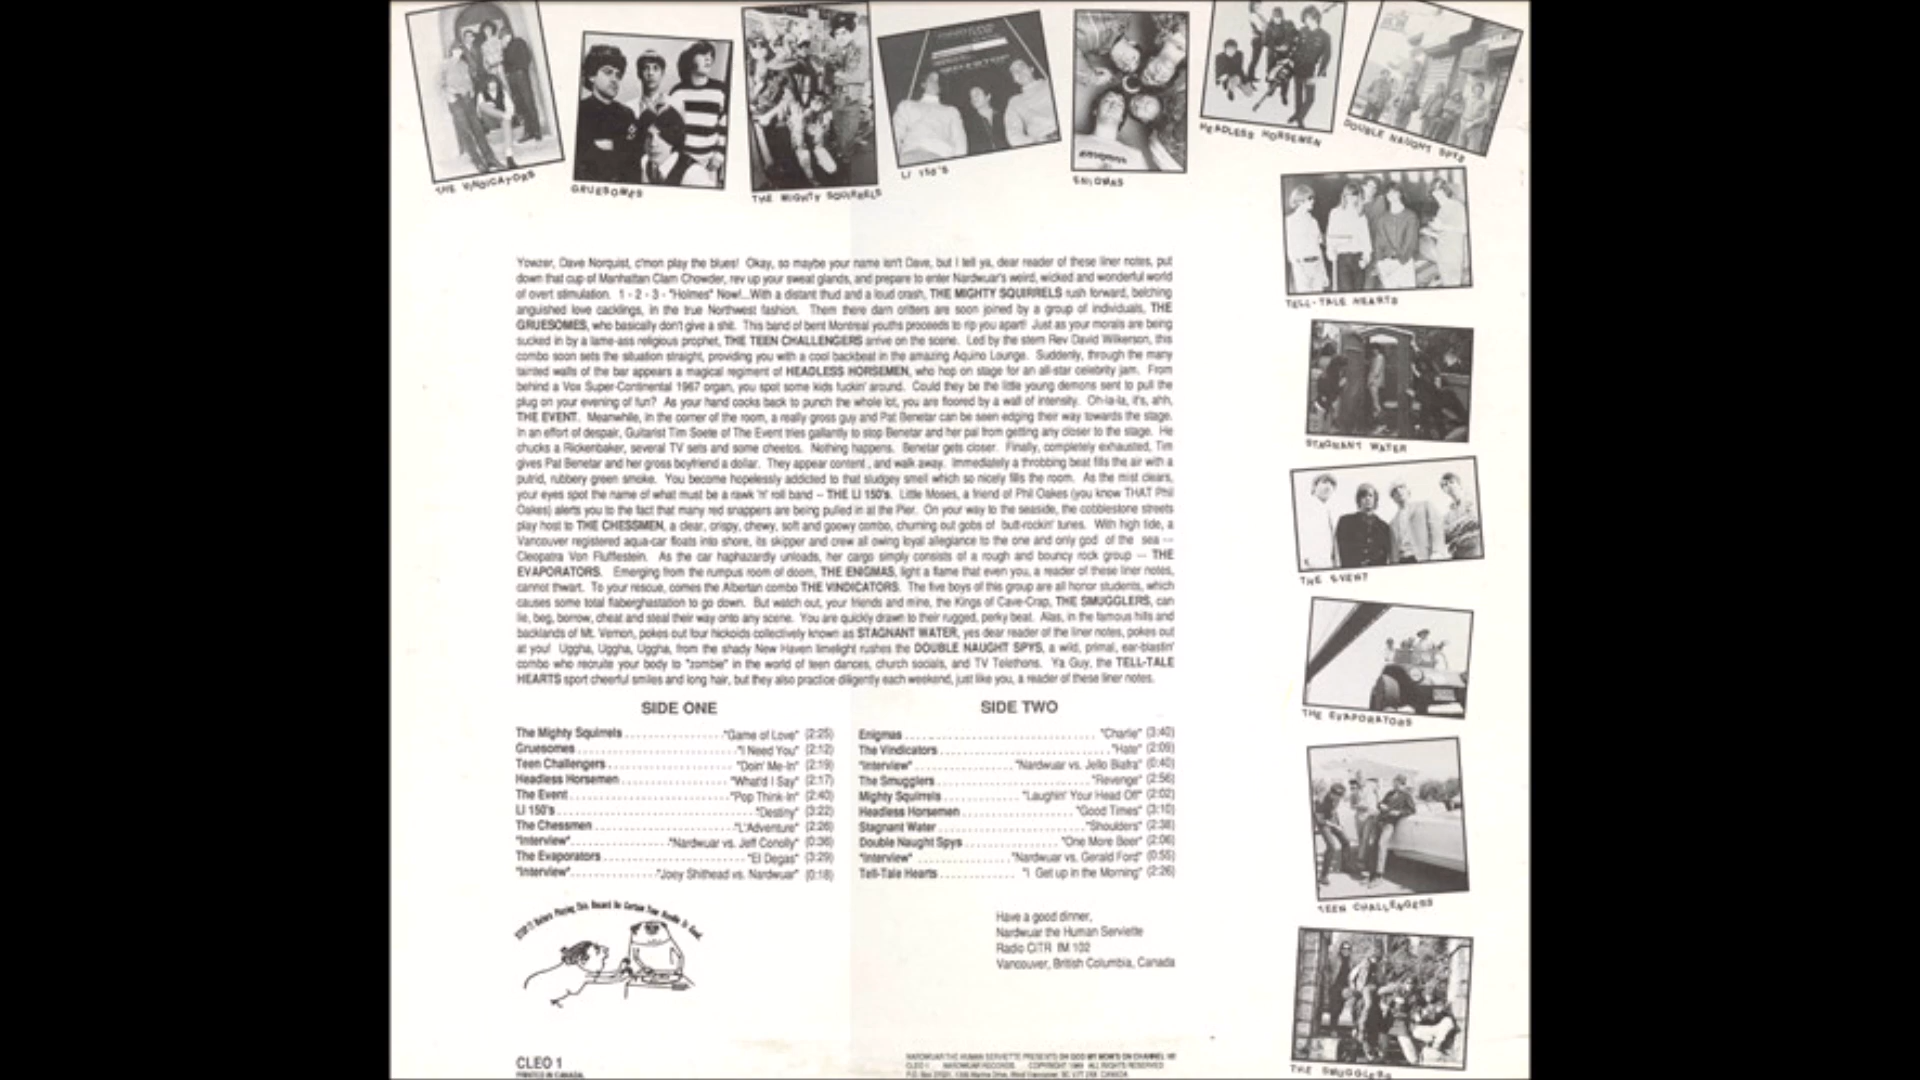 THE VINDICATORS
GRUESOMES
THE MIGHTY SQUIRRELS
LI 150'S
ENIGMAS
HEADLESS HORSEMEN
DOUBLE NAUGHT SPYS
TELL-TALE HEARTS
STAGNANT WATER
THE EVENT
THE EVAPORATORS
TEEN CHALLENGERS
THE SMUGGLERS
Yowzer, Dave Norquist, c'mon play the blues! Okay, so maybe your name isn't Dave, but I tell ya, dear reader of these liner notes, put
down that cup of Manhattan Clam Chowder, rev up your sweat glands, and prepare to enter Nardwuar's weird, wicked and wonderful world
of overt stimulation. 1 - 2 - 3 - "Holmes" Now!...With a distant thud and a loud crash, THE MIGHTY SQUIRRELS rush forward, belching
anguished love cacklings, in the true Northwest fashion. Them there darn critters are soon joined by a group of individuals, THE
GRUESOMES, who basically don't give a shit. This band of bent Montreal youths proceeds to rip you apart! Just as your morals are being
sucked in by a lame-ass religious prophet, THE TEEN CHALLENGERS arrive on the scene. Led by the stern Rev David Wilkerson, this
combo soon sets the situation straight, providing you with a cool backbeat in the amazing Aquino Lounge. Suddenly, through the many
tainted walls of the bar appears a magical regiment of HEADLESS HORSEMEN, who hop on stage for an all-star celebrity jam. From
behind a Vox Super-Continental 1967 organ, you spot some kids fuckin' around. Could they be the little young demons sent to pull the
plug on your evening of fun? As your hand cocks back to punch the whole lot, you are floored by a wall of intensity. Oh-la-la, it's, ahh,
THE EVENT. Meanwhile, in the corner of the room, a really gross guy and Pat Benetar can be seen edging their way towards the stage.
In an effort of despair, Guitarist Tim Soete of The Event tries gallantly to stop Benetar and her pal from getting any closer to the stage. He
chucks a Rickenbaker, several TV sets and some cheetos. Nothing happens. Benetar gets closer. Finally, completely exhausted, Tim
gives Pat Benetar and her gross boyfriend a dollar. They appear content , and walk away. Immediately a throbbing beat fills the air with a
putrid, rubbery green smoke. You become hopelessly addicted to that sludgey smell which so nicely fills the room. As the mist clears,
your eyes spot the name of what must be a rawk 'n' roll band -- THE LI 150's. Little Moses, a friend of Phil Oakes (you know THAT Phil
Oakes) alerts you to the fact that many red snappers are being pulled in at the Pier. On your way to the seaside, the cobblestone streets
play host to THE CHESSMEN, a clear, crispy, chewy, soft and gooey combo, churning out gobs of butt-rockin' tunes. With high tide, a
Vancouver registered aqua-car floats into shore, its skipper and crew all owing loyal allegiance to the one and only god of the sea ---
Cleopatra Von Flufflestein. As the car haphazardly unloads, her cargo simply consists of a rough and bouncy rock group --- THE
EVAPORATORS. Emerging from the rumpus room of doom, THE ENIGMAS, light a flame that even you, a reader of these liner notes,
cannot thwart. To your rescue, comes the Albertan combo THE VINDICATORS. The five boys of this group are all honor students, which
causes some total flaberghastation to go down. But watch out, your friends and mine, the Kings of Cave-Crap, THE SMUGGLERS, can
lie, beg, borrow, cheat and steal their way onto any scene. You are quickly drawn to their rugged, perky beat. Alas, in the famous hills and
backlands of Mt. Vernon, pokes out four hickoids collectively known as STAGNANT WATER, yes dear reader of the liner notes, pokes out
at you! Uggha, Uggha, Uggha, from the shady New Haven limelight rushes the DOUBLE NAUGHT SPYS, a wild, primal, ear-blastin'
combo who recruite your body to "zombie" in the world of teen dances, church socials, and TV Telethons. Ya Guy, the TELL-TALE
HEARTS sport cheerful smiles and long hair, but they also practice diligently each weekend, just like you, a reader of these liner notes.
SIDE ONE
The Mighty Squirrels "Game of Love" (2:25)
Gruesomes "I Need You" (2:12)
Teen Challengers "Doin' Me-In" (2:19)
Headless Horsemen "What'd I Say" (2:17)
The Event "Pop Think-In" (2:40)
LI 150's "Destiny" (3:22)
The Chessmen "L'Adventure" (2:26)
"Interview" "Nardwuar vs. Jeff Conolly" (0:36)
The Evaporators "El Degas" (3:29)
"Interview" "Joey Shithead vs. Nardwuar" (0:18)
SIDE TWO
Enigmas "Charlie" (3:40)
The Vindicators "Hate" (2:09)
"Interview" "Nardwuar vs. Jello Biafra" (0:40)
The Smugglers "Revenge" (2:56)
Mighty Squirrels "Laughin' Your Head Off" (2:02)
Headless Horsemen "Good Times" (3:10)
Stagnant Water "Shoulders" (2:38)
Double Naught Spys "One More Beer" (2:06)
"Interview" "Nardwuar vs. Gerald Ford" (0:55)
Tell-Tale Hearts "I Get up in the Morning" (2:26)
STOP!! Before Playing This Record Be Certain Your Needle Is Good.
Have a good dinner,
Nardwuar the Human Serviette
Radio CiTR fM 102
Vancouver, British Columbia, Canada
CLEO 1
PRINTED IN CANADA
NARDWUAR THE HUMAN SERVIETTE PRESENTS OH GOD MY MOM'S ON CHANNEL 10!
CLEO 1 NARDWUAR RECORDS COPYRIGHT 1989 ALL RIGHTS RESERVED